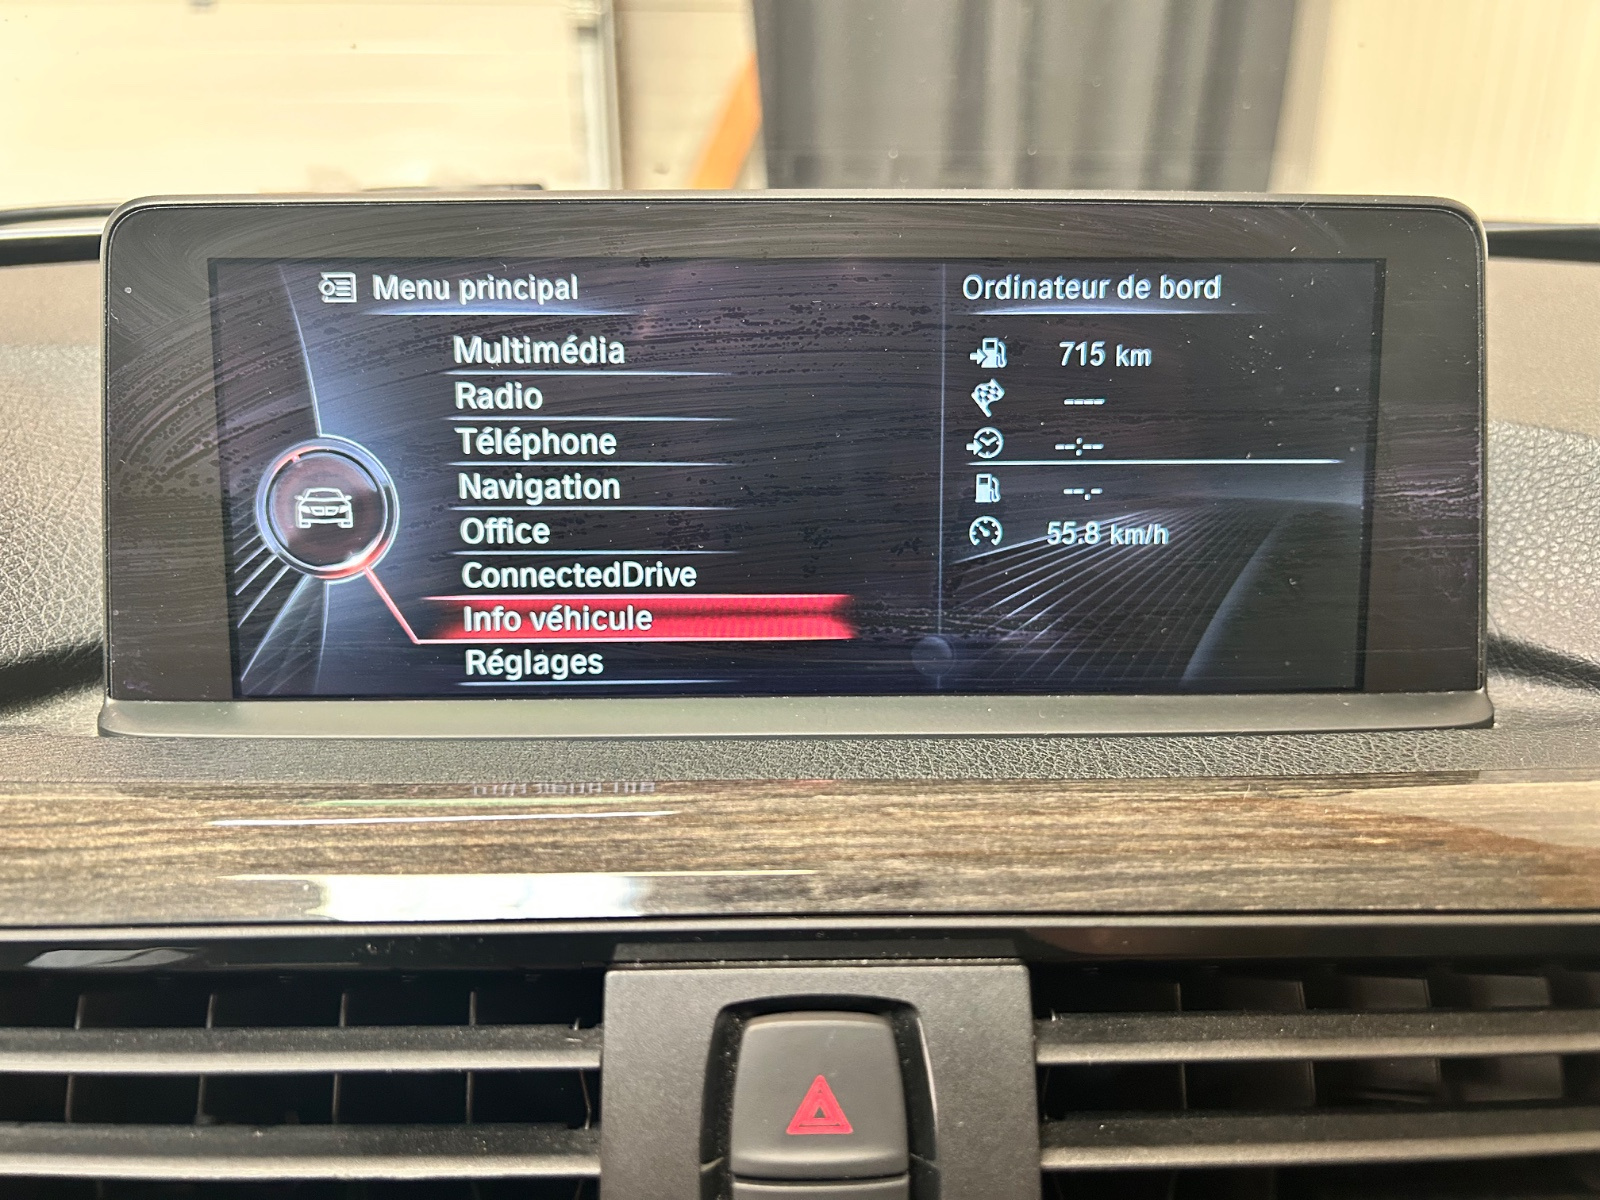 Menu principal
Multimédia
Radio
Téléphone
Navigation
Office
ConnectedDrive
Info véhicule
Réglages
Ordinateur de bord
715 km
----
--:--
--.-
55.8 km/h